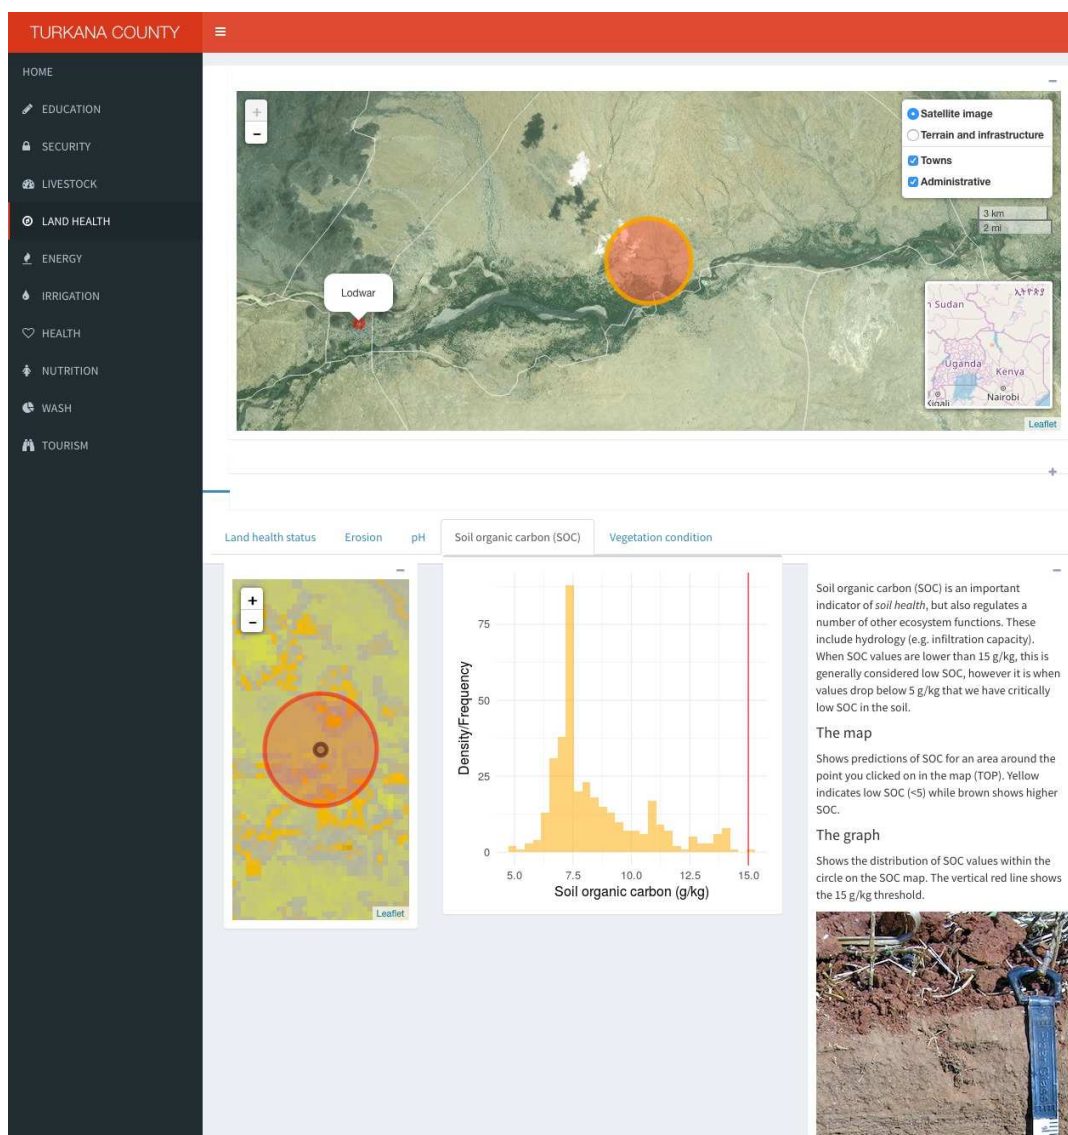 TURKANA COUNTY
HOME
EDUCATION
SECURITY
LIVESTOCK
LAND HEALTH
ENERGY
IRRIGATION
HEALTH
NUTRITION
WASH
TOURISM
+
−
Lodwar
Satellite image
Terrain and infrastructure
Towns
Administrative
3 km
2 mi
ኢትዮጵያ
n Sudan
Uganda
Kenya
Nairobi
Kigali
Leaflet
Land health status
Erosion
pH
Soil organic carbon (SOC)
Vegetation condition
+
−
Leaflet
Density/Frequency
75
50
25
0
5.0 7.5 10.0 12.5 15.0
Soil organic carbon (g/kg)
Soil organic carbon (SOC) is an important
indicator of soil health, but also regulates a
number of other ecosystem functions. These
include hydrology (e.g. infiltration capacity).
When SOC values are lower than 15 g/kg, this is
generally considered low SOC, however it is when
values drop below 5 g/kg that we have critically
low SOC in the soil.
The map
Shows predictions of SOC for an area around the
point you clicked on in the map (TOP). Yellow
indicates low SOC (<5) while brown shows higher
SOC.
The graph
Shows the distribution of SOC values within the
circle on the SOC map. The vertical red line shows
the 15 g/kg threshold.